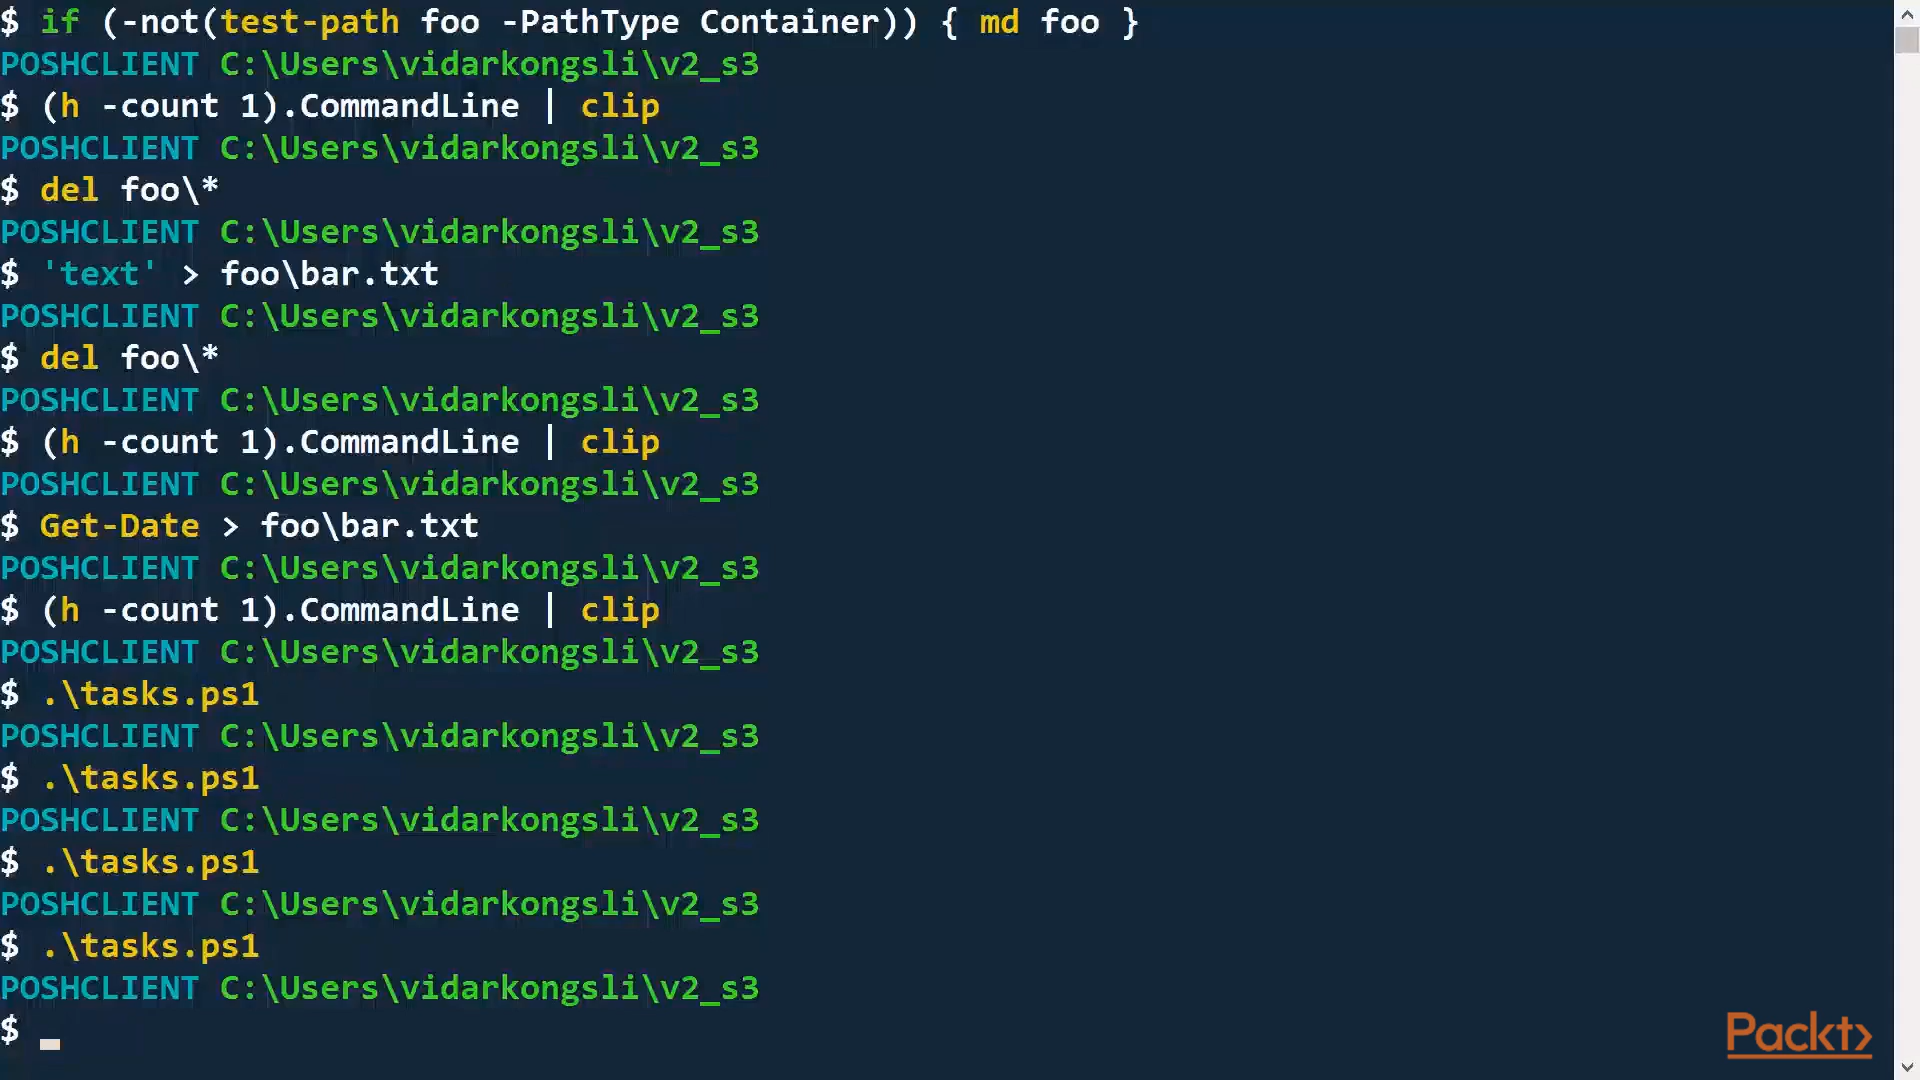 $ if (-not(test-path foo -PathType Container)) { md foo }
POSHCLIENT C:\Users\vidarkongsli\v2_s3
$ (h -count 1).CommandLine | clip
POSHCLIENT C:\Users\vidarkongsli\v2_s3
$ del foo\*
POSHCLIENT C:\Users\vidarkongsli\v2_s3
$ 'text' > foo\bar.txt
POSHCLIENT C:\Users\vidarkongsli\v2_s3
$ del foo\*
POSHCLIENT C:\Users\vidarkongsli\v2_s3
$ (h -count 1).CommandLine | clip
POSHCLIENT C:\Users\vidarkongsli\v2_s3
$ Get-Date > foo\bar.txt
POSHCLIENT C:\Users\vidarkongsli\v2_s3
$ (h -count 1).CommandLine | clip
POSHCLIENT C:\Users\vidarkongsli\v2_s3
$ .\tasks.ps1
POSHCLIENT C:\Users\vidarkongsli\v2_s3
$ .\tasks.ps1
POSHCLIENT C:\Users\vidarkongsli\v2_s3
$ .\tasks.ps1
POSHCLIENT C:\Users\vidarkongsli\v2_s3
$ .\tasks.ps1
POSHCLIENT C:\Users\vidarkongsli\v2_s3
$
Packt>